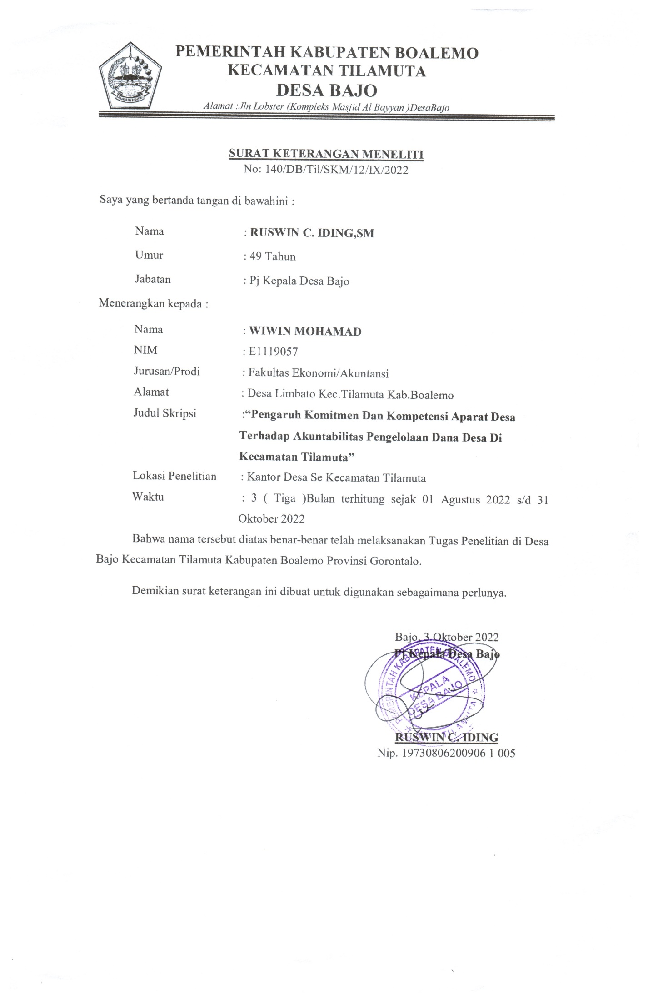 PEMERINTAH KABUPATEN BOALEMO
KECAMATAN TILAMUTA
DESA BAJO
Alamat :Jln Lobster (Kompleks Masjid Al Bayyan )DesaBajo
KABUPATEN BOALEMO
SURAT KETERANGAN MENELITI
No: 140/DB/Til/SKM/12/IX/2022
Saya yang bertanda tangan di bawahini :
Nama : RUSWIN C. IDING,SM
Umur : 49 Tahun
Jabatan : Pj Kepala Desa Bajo
Menerangkan kepada :
Nama : WIWIN MOHAMAD
NIM : E1119057
Jurusan/Prodi : Fakultas Ekonomi/Akuntansi
Alamat : Desa Limbato Kec.Tilamuta Kab.Boalemo
Judul Skripsi :“Pengaruh Komitmen Dan Kompetensi Aparat Desa
Terhadap Akuntabilitas Pengelolaan Dana Desa Di
Kecamatan Tilamuta”
Lokasi Penelitian : Kantor Desa Se Kecamatan Tilamuta
Waktu : 3 ( Tiga )Bulan terhitung sejak 01 Agustus 2022 s/d 31
Oktober 2022
Bahwa nama tersebut diatas benar-benar telah melaksanakan Tugas Penelitian di Desa
Bajo Kecamatan Tilamuta Kabupaten Boalemo Provinsi Gorontalo.
Demikian surat keterangan ini dibuat untuk digunakan sebagaimana perlunya.
Bajo, 3 Oktober 2022
Pj Kepala Desa Bajo
PEMERINTAH KABUPATEN BOALEMO
KEPALA
DESA BAJO
TILAMUTA
RUSWIN C. IDING
Nip. 19730806200906 1 005